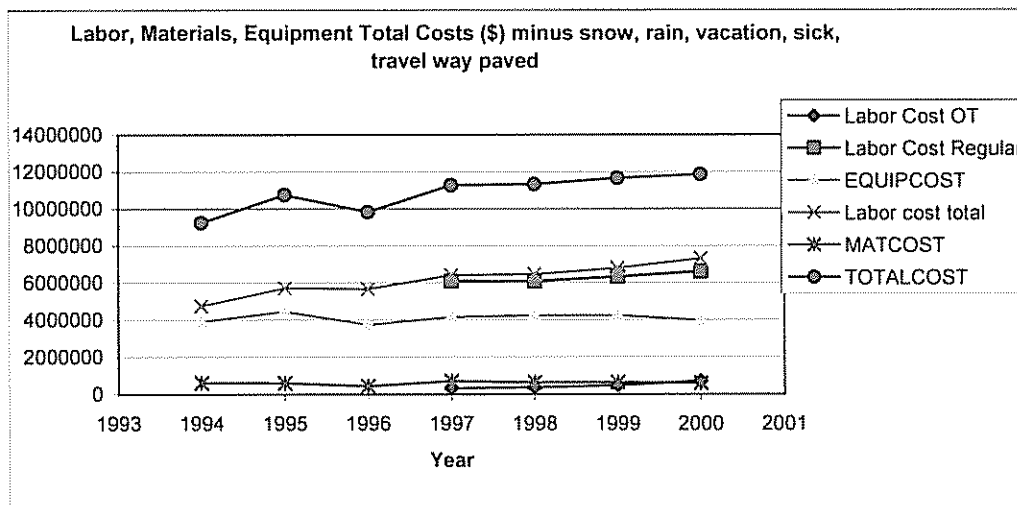 Labor, Materials, Equipment Total Costs ($) minus snow, rain, vacation, sick,
travel way paved
14000000
12000000
10000000
8000000
6000000
4000000
2000000
0
1993 1994 1995 1996 1997 1998 1999 2000 2001
Year
Labor Cost OT
Labor Cost Regular
EQUIPCOST
Labor cost total
MATCOST
TOTALCOST